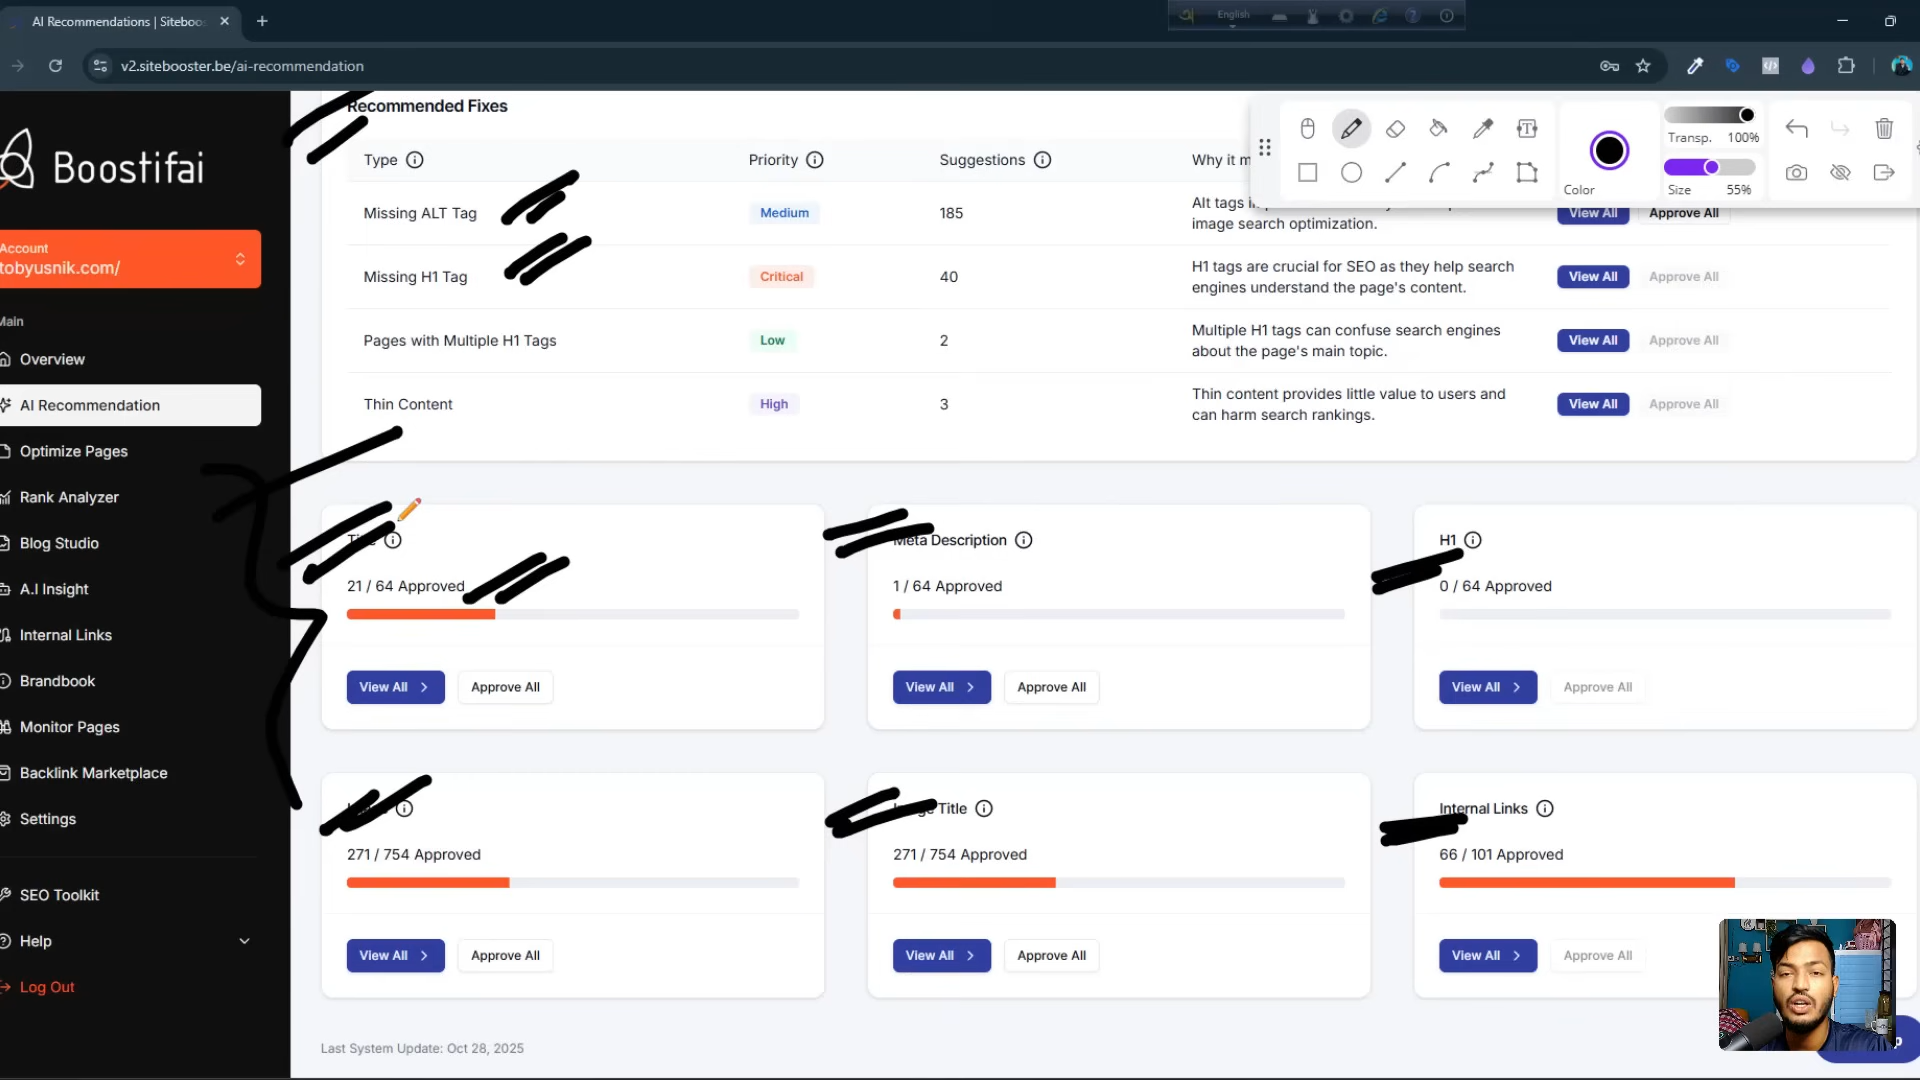 AI Recommendations | Siteboo
English
v2.sitebooster.be/ai-recommendation
Boostifai
Account
tobyusnik.com/
Main
Overview
AI Recommendation
Optimize Pages
Rank Analyzer
Blog Studio
A.I Insight
Internal Links
Brandbook
Monitor Pages
Backlink Marketplace
Settings
SEO Toolkit
Help
Log Out
Recommended Fixes
Type Priority Suggestions Why it
Missing ALT Tag Medium 185 Alt tags
image search optimization. View All Approve All
Missing H1 Tag Critical 40 H1 tags are crucial for SEO as they help search
engines understand the page's content. View All Approve All
Pages with Multiple H1 Tags Low 2 Multiple H1 tags can confuse search engines
about the page's main topic. View All Approve All
Thin Content High 3 Thin content provides little value to users and
can harm search rankings. View All Approve All
Color
Transp. 100%
Size 55%
21 / 64 Approved
View All Approve All
Meta Description
1 / 64 Approved
View All Approve All
H1
0 / 64 Approved
View All Approve All
271 / 754 Approved
View All Approve All
Title
271 / 754 Approved
View All Approve All
Internal Links
66 / 101 Approved
View All Approve All
Last System Update: Oct 28, 2025